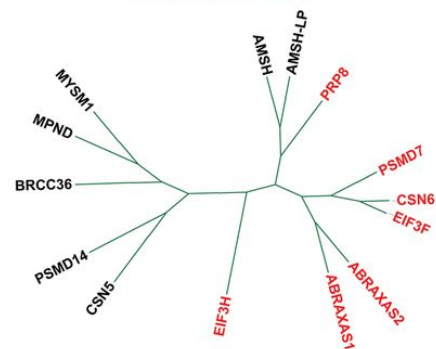 AMSH
AMSH-LP
PRP8
MYSM1
MPND
BRCC36
PSMD7
CSN6
EIF3F
PSMD14
CSN5
EIF3H
ABRAXAS1
ABRAXAS2